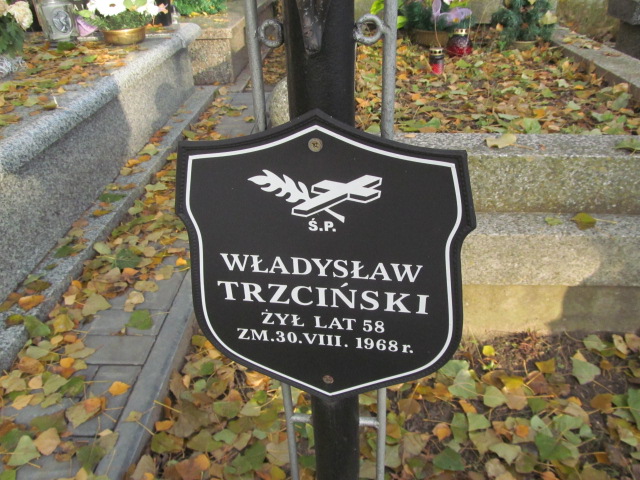 Ś.P.
WŁADYSŁAW
TRZCIŃSKI
ŻYŁ LAT 58
ZM.30.VIII. 1968 r.